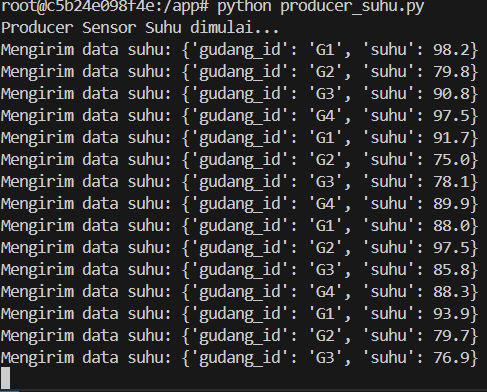 root@c5b24e098f4e:/app# python producer_suhu.py
Producer Sensor Suhu dimulai...
Mengirim data suhu: {'gudang_id': 'G1', 'suhu': 98.2}
Mengirim data suhu: {'gudang_id': 'G2', 'suhu': 79.8}
Mengirim data suhu: {'gudang_id': 'G3', 'suhu': 90.8}
Mengirim data suhu: {'gudang_id': 'G4', 'suhu': 97.5}
Mengirim data suhu: {'gudang_id': 'G1', 'suhu': 91.7}
Mengirim data suhu: {'gudang_id': 'G2', 'suhu': 75.0}
Mengirim data suhu: {'gudang_id': 'G3', 'suhu': 78.1}
Mengirim data suhu: {'gudang_id': 'G4', 'suhu': 89.9}
Mengirim data suhu: {'gudang_id': 'G1', 'suhu': 88.0}
Mengirim data suhu: {'gudang_id': 'G2', 'suhu': 97.5}
Mengirim data suhu: {'gudang_id': 'G3', 'suhu': 85.8}
Mengirim data suhu: {'gudang_id': 'G4', 'suhu': 88.3}
Mengirim data suhu: {'gudang_id': 'G1', 'suhu': 93.9}
Mengirim data suhu: {'gudang_id': 'G2', 'suhu': 79.7}
Mengirim data suhu: {'gudang_id': 'G3', 'suhu': 76.9}